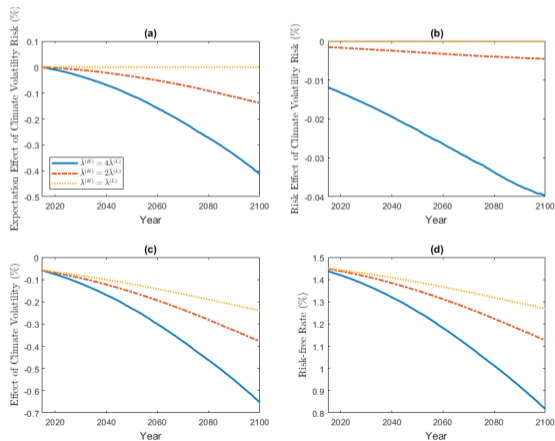 (a)
Expectation Effect of Climate Volatility Risk (%)
0.1
0
-0.1
-0.2
-0.3
-0.4
-0.5
λ̄⁽ᴴ⁾ = 4λ̄⁽ᴸ⁾
λ̄⁽ᴴ⁾ = 2λ̄⁽ᴸ⁾
λ̄⁽ᴴ⁾ = λ̄⁽ᴸ⁾
2020 2040 2060 2080 2100
Year
(b)
Risk Effect of Climate Volatility Risk (%)
0
-0.01
-0.02
-0.03
-0.04
2020 2040 2060 2080 2100
Year
(c)
Effect of Climate Volatility (%)
0
-0.1
-0.2
-0.3
-0.4
-0.5
-0.6
-0.7
2020 2040 2060 2080 2100
Year
(d)
Risk-free Rate (%)
1.5
1.4
1.3
1.2
1.1
1
0.9
0.8
2020 2040 2060 2080 2100
Year